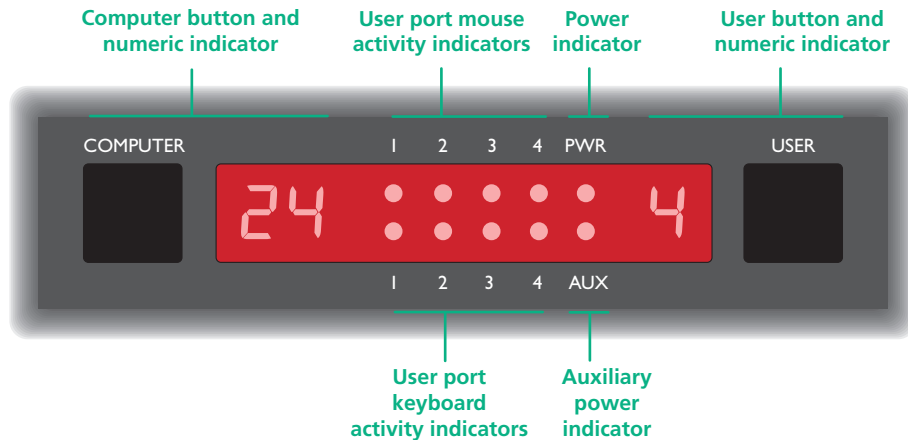 Computer button and
numeric indicator
User port mouse
activity indicators
Power
indicator
User button and
numeric indicator
COMPUTER
1 2 3 4 PWR
USER
24
4
1 2 3 4 AUX
User port
keyboard
activity indicators
Auxiliary
power
indicator